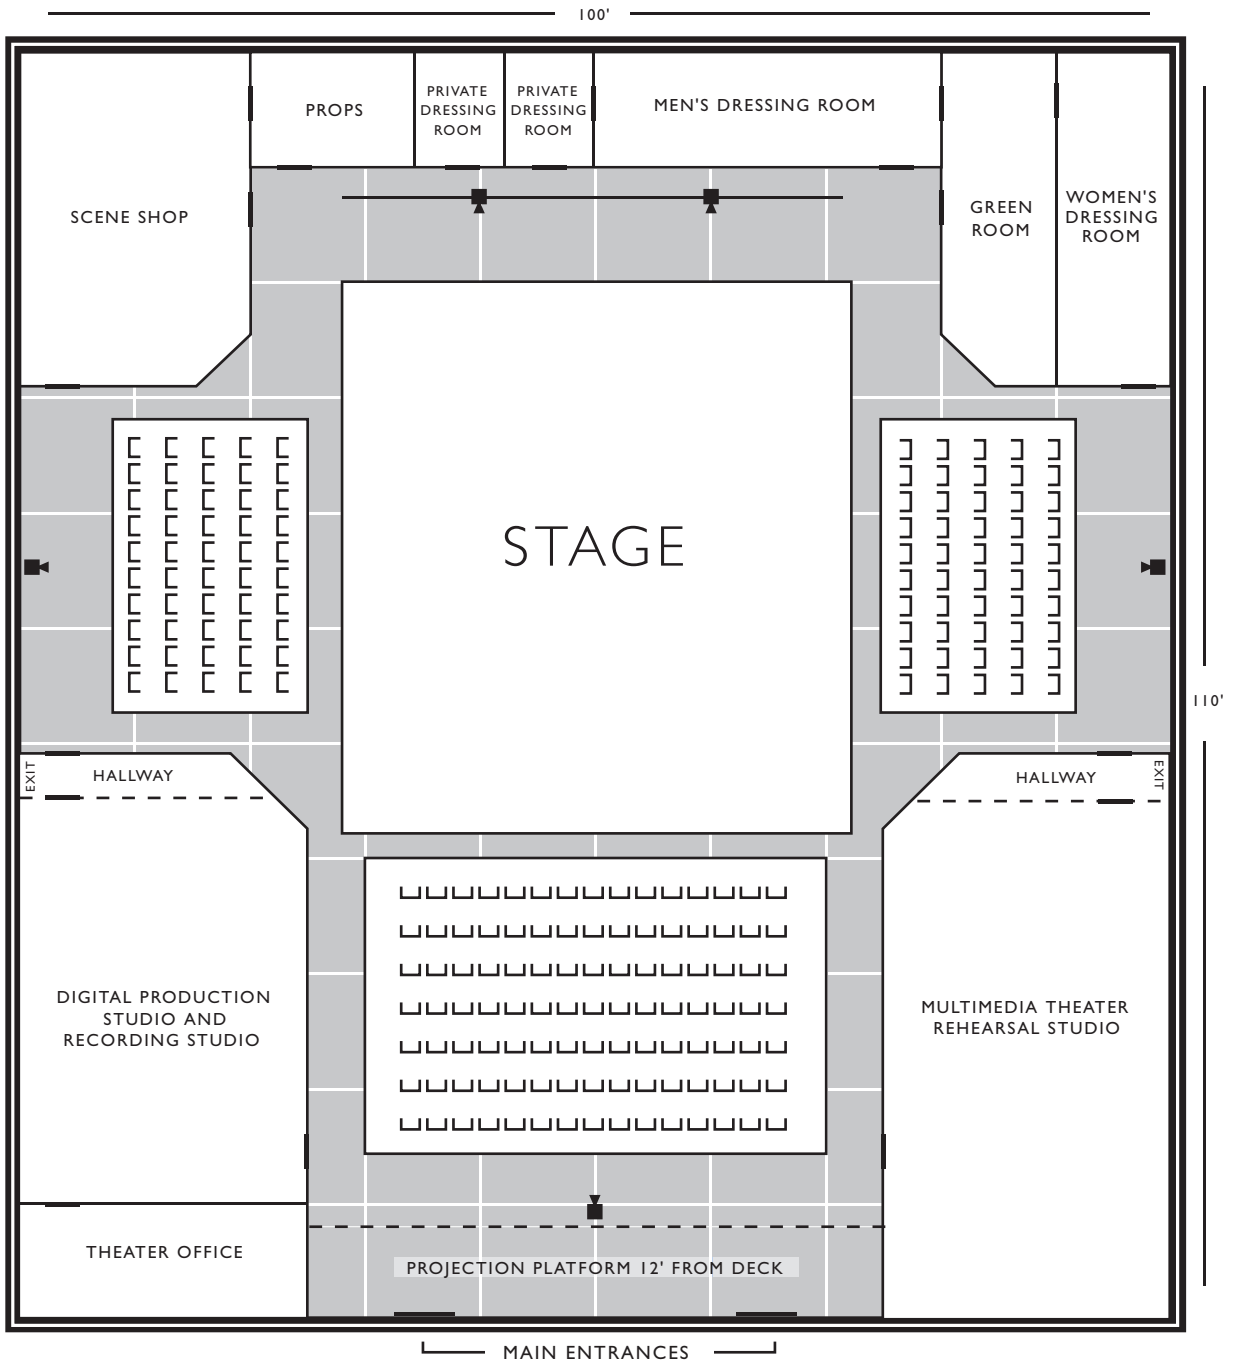 100'
PROPS
PRIVATE
DRESSING
ROOM
PRIVATE
DRESSING
ROOM
MEN'S DRESSING ROOM
SCENE SHOP
GREEN
ROOM
WOMEN'S
DRESSING
ROOM
STAGE
110'
EXIT
HALLWAY
HALLWAY
EXIT
DIGITAL PRODUCTION
STUDIO AND
RECORDING STUDIO
MULTIMEDIA THEATER
REHEARSAL STUDIO
THEATER OFFICE
PROJECTION PLATFORM 12' FROM DECK
MAIN ENTRANCES